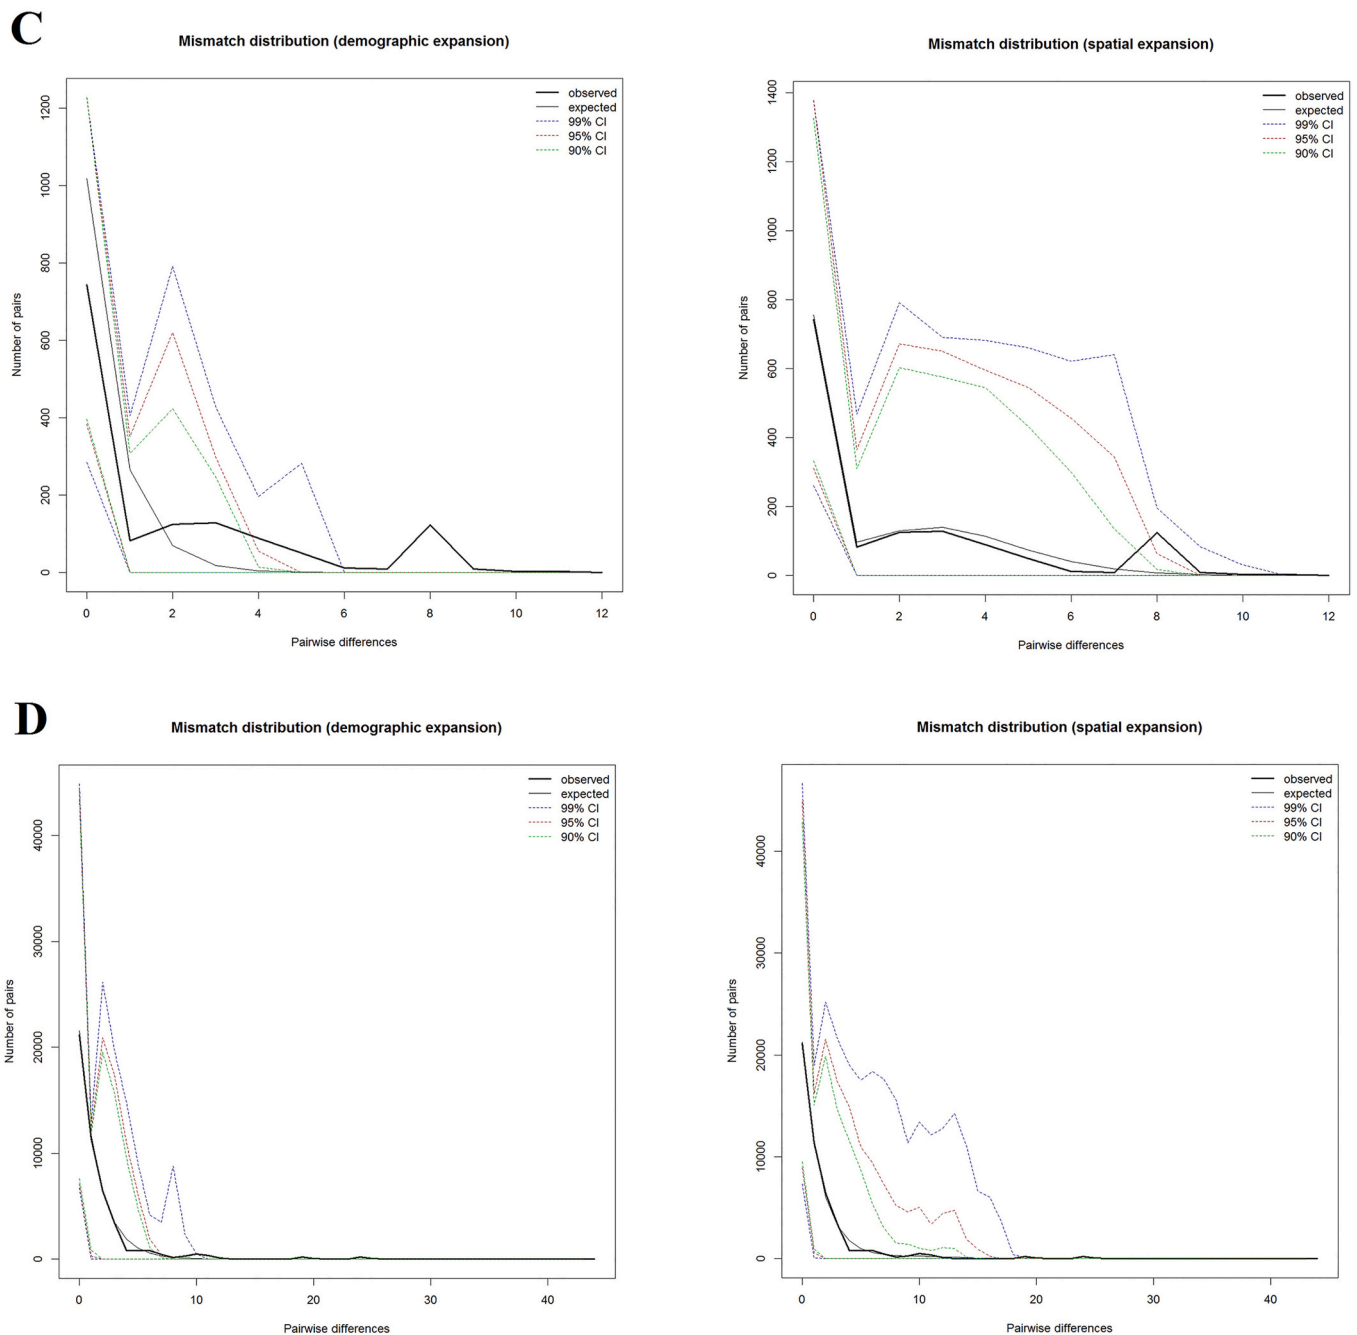 C
Mismatch distribution (demographic expansion)
Number of pairs
0 200 400 600 800 1000 1200
observed
expected
99% CI
95% CI
90% CI
0 2 4 6 8 10 12
Pairwise differences
Mismatch distribution (spatial expansion)
Number of pairs
0 200 400 600 800 1000 1200 1400
observed
expected
99% CI
95% CI
90% CI
0 2 4 6 8 10 12
Pairwise differences
D
Mismatch distribution (demographic expansion)
Number of pairs
0 10000 20000 30000 40000
observed
expected
99% CI
95% CI
90% CI
0 10 20 30 40
Pairwise differences
Mismatch distribution (spatial expansion)
Number of pairs
0 10000 20000 30000 40000
observed
expected
99% CI
95% CI
90% CI
0 10 20 30 40
Pairwise differences